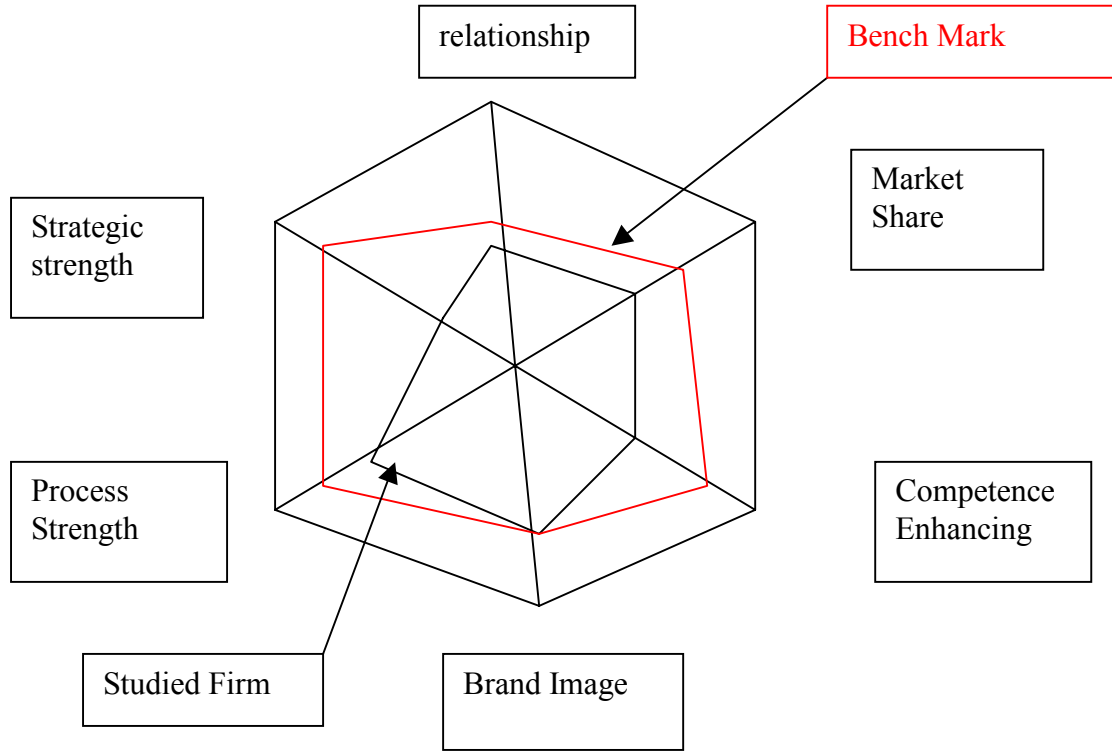 relationship
Bench Mark
Market
Share
Strategic
strength
Process
Strength
Competence
Enhancing
Studied Firm
Brand Image